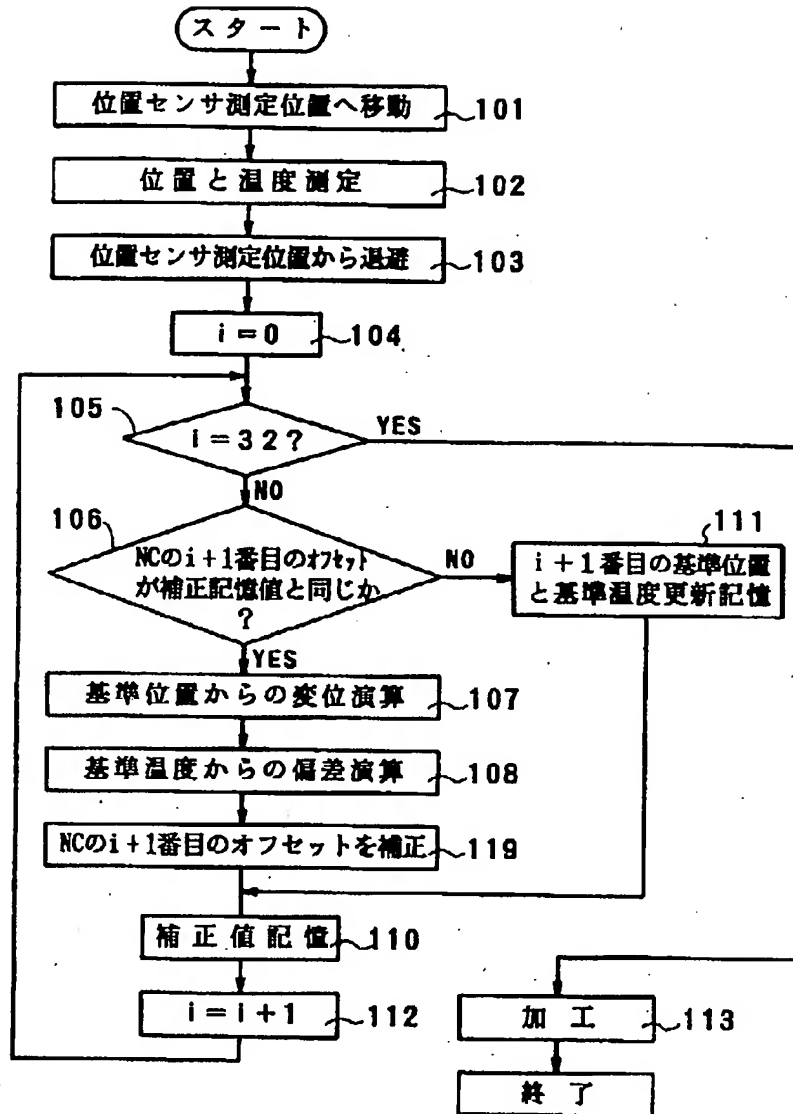 スタート
位置センサ測定位置へ移動
101
位置と温度測定
102
位置センサ測定位置から退避
103
i=0
104
105
i=32?
YES
NO
106
NCのi+1番目のオフセット
が補正記憶値と同じか
?
NO
YES
111
i+1番目の基準位置
と基準温度更新記憶
基準位置からの変位演算
107
基準温度からの偏差演算
108
NCのi+1番目のオフセットを補正
119
補正値記憶
110
i=i+1
112
加工
113
終了